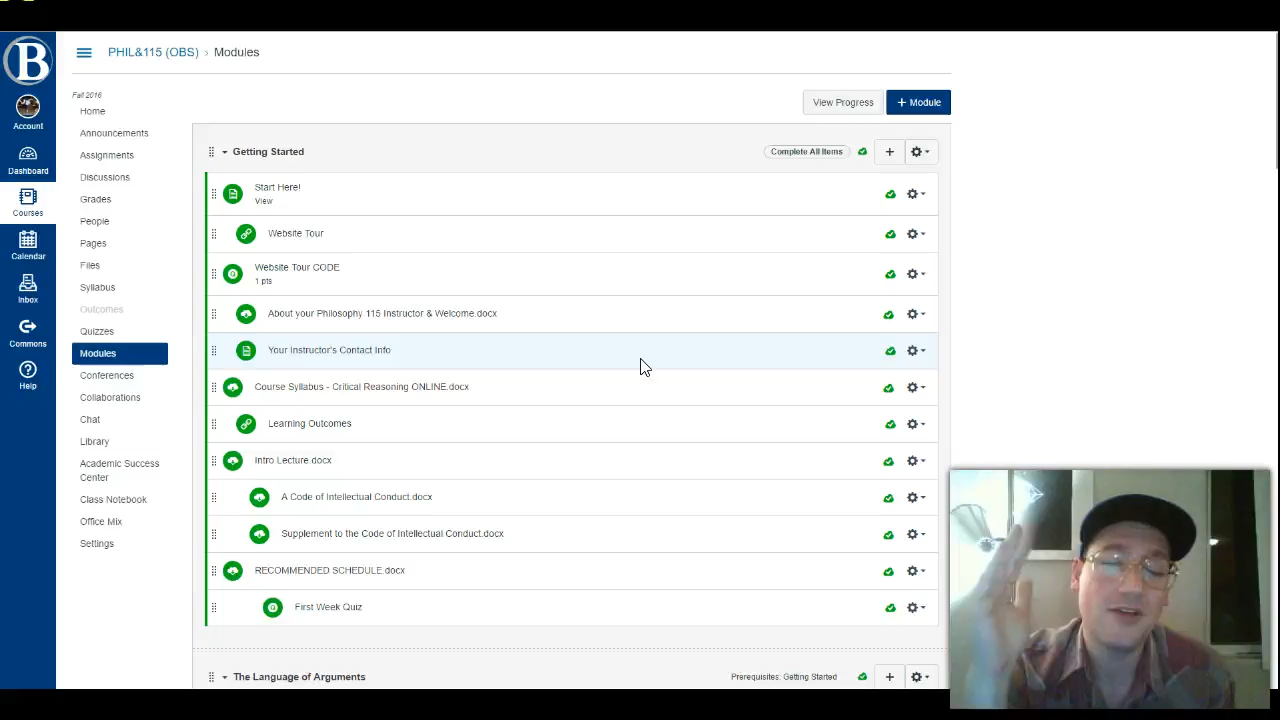 B
PHIL&115 (OBS) › Modules
Account
Dashboard
Courses
Calendar
Inbox
Commons
Help
Fall 2016
Home
Announcements
Assignments
Discussions
Grades
People
Pages
Files
Syllabus
Outcomes
Quizzes
Modules
Conferences
Collaborations
Chat
Library
Academic Success
Center
Class Notebook
Office Mix
Settings
View Progress
+ Module
Getting Started
Complete All Items
Start Here!
View
Website Tour
Website Tour CODE
1 pts
About your Philosophy 115 Instructor & Welcome.docx
Your Instructor's Contact Info
Course Syllabus - Critical Reasoning ONLINE.docx
Learning Outcomes
Intro Lecture.docx
A Code of Intellectual Conduct.docx
Supplement to the Code of Intellectual Conduct.docx
RECOMMENDED SCHEDULE.docx
First Week Quiz
The Language of Arguments
Prerequisites: Getting Started